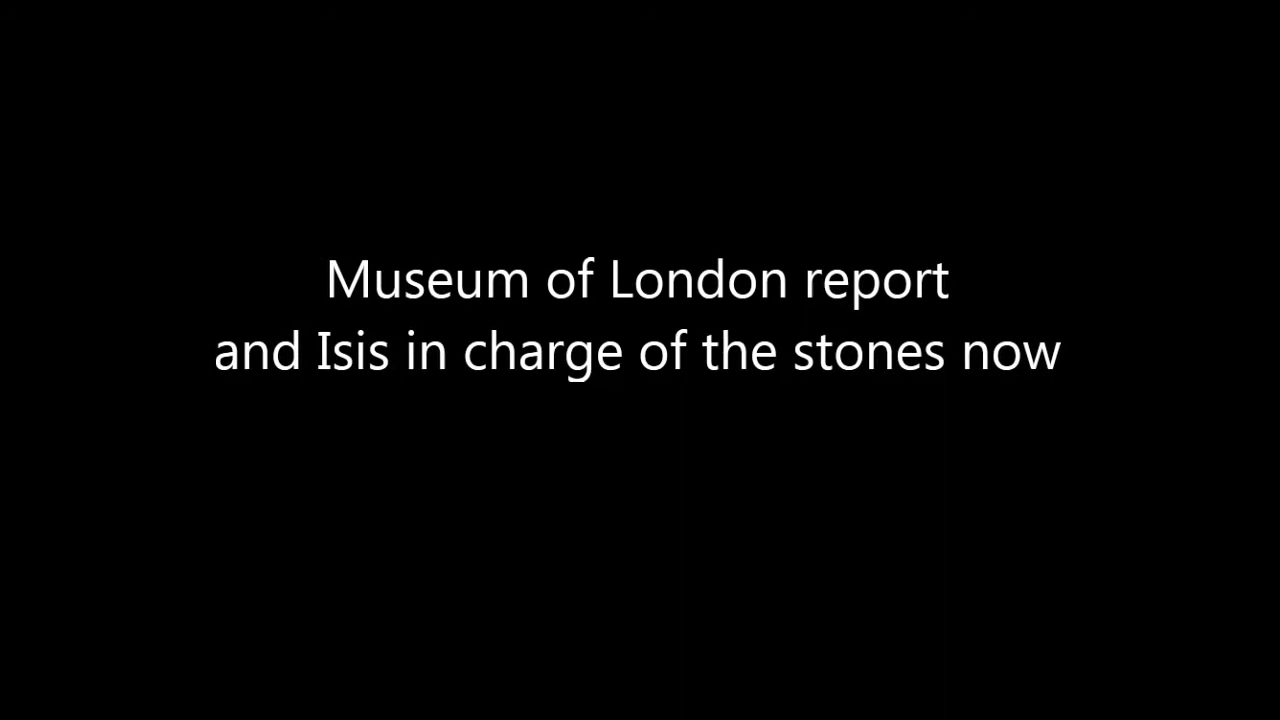 Museum of London report
and Isis in charge of the stones now